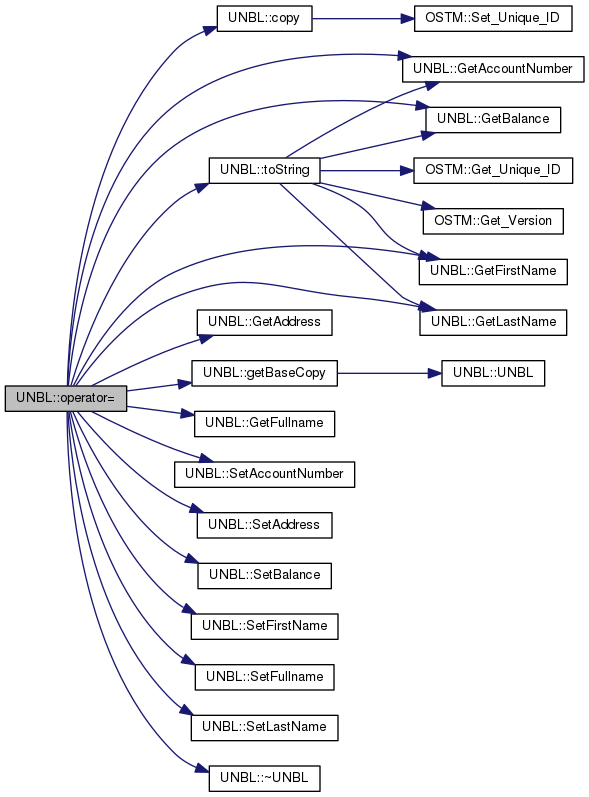 UNBL::copy
OSTM::Set_Unique_ID
UNBL::GetAccountNumber
UNBL::GetBalance
UNBL::toString
OSTM::Get_Unique_ID
OSTM::Get_Version
UNBL::GetFirstName
UNBL::GetLastName
UNBL::GetAddress
UNBL::getBaseCopy
UNBL::UNBL
UNBL::operator=
UNBL::GetFullname
UNBL::SetAccountNumber
UNBL::SetAddress
UNBL::SetBalance
UNBL::SetFirstName
UNBL::SetFullname
UNBL::SetLastName
UNBL::~UNBL